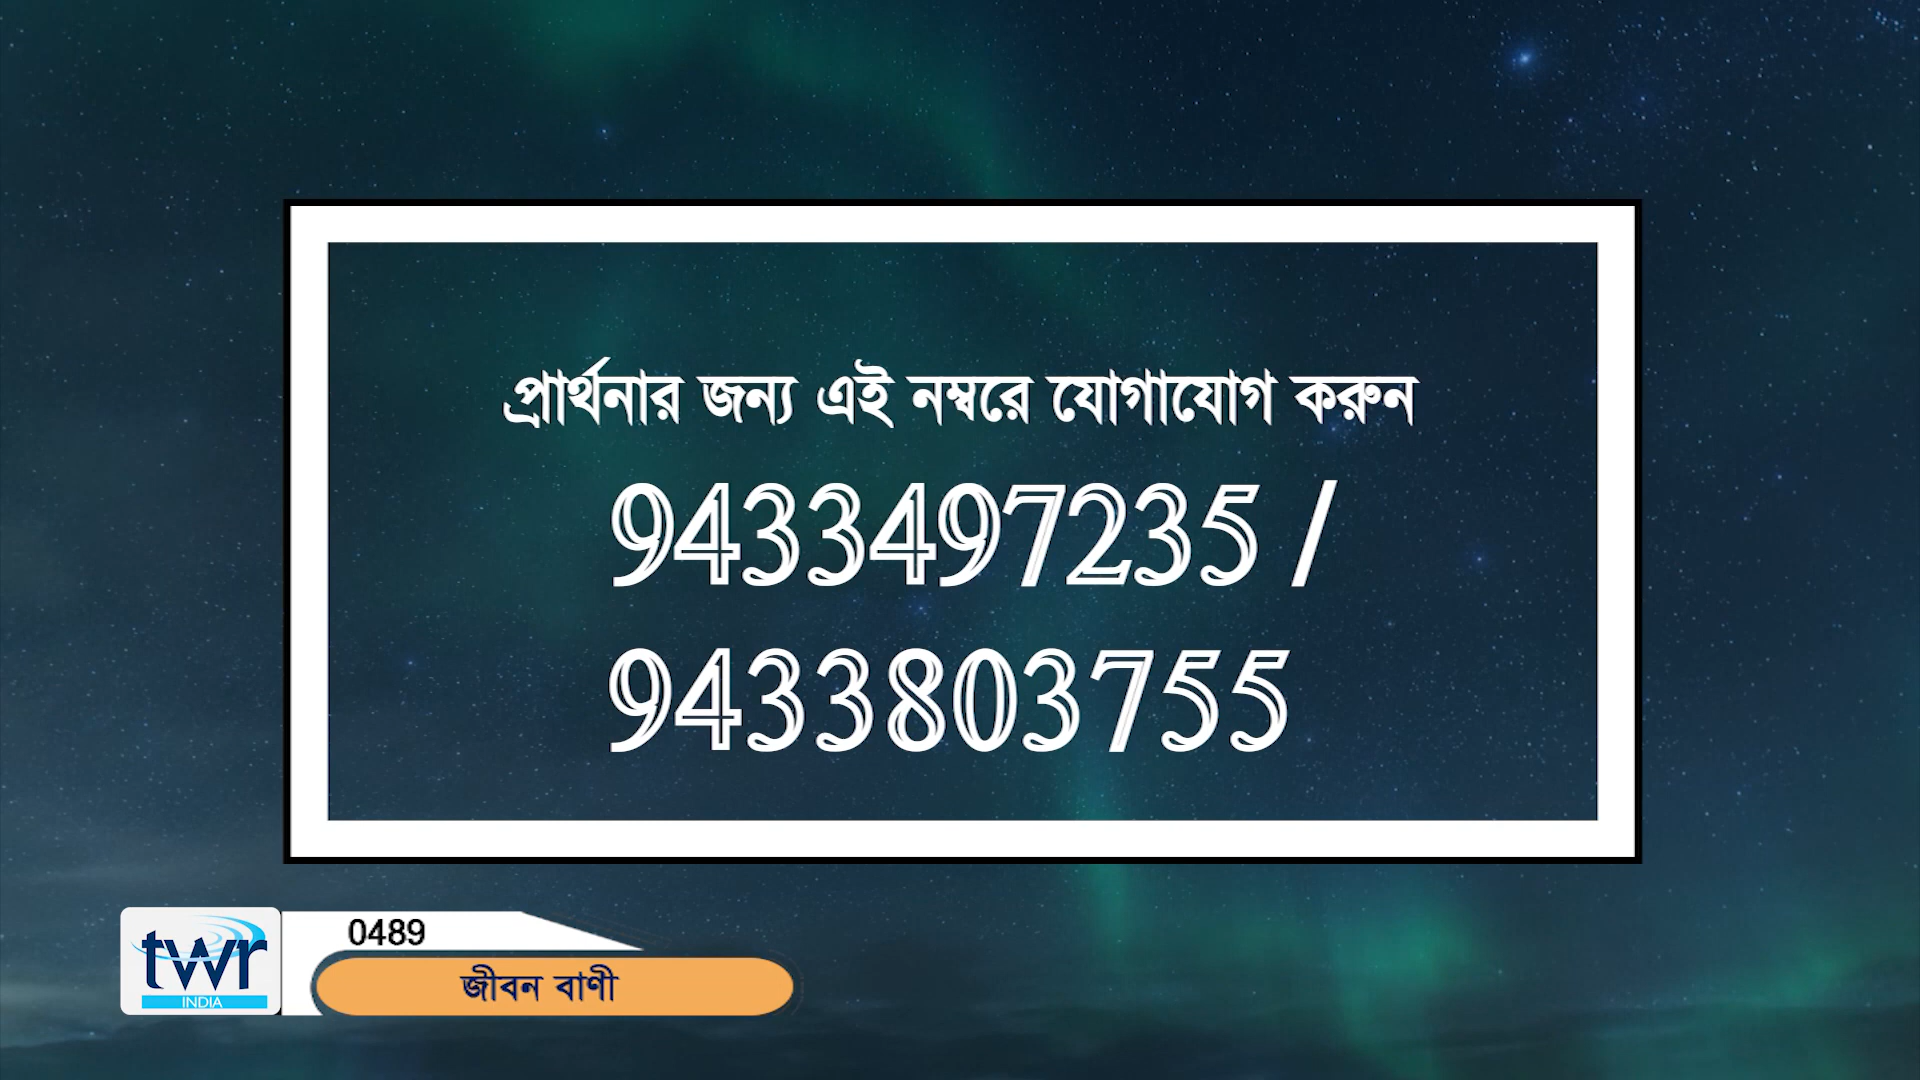 প্রার্থনার জন্য এই নম্বরে যোগাযোগ করুন
9433497235 /
9433803755
0489
twr
INDIA
জীবন বাণী